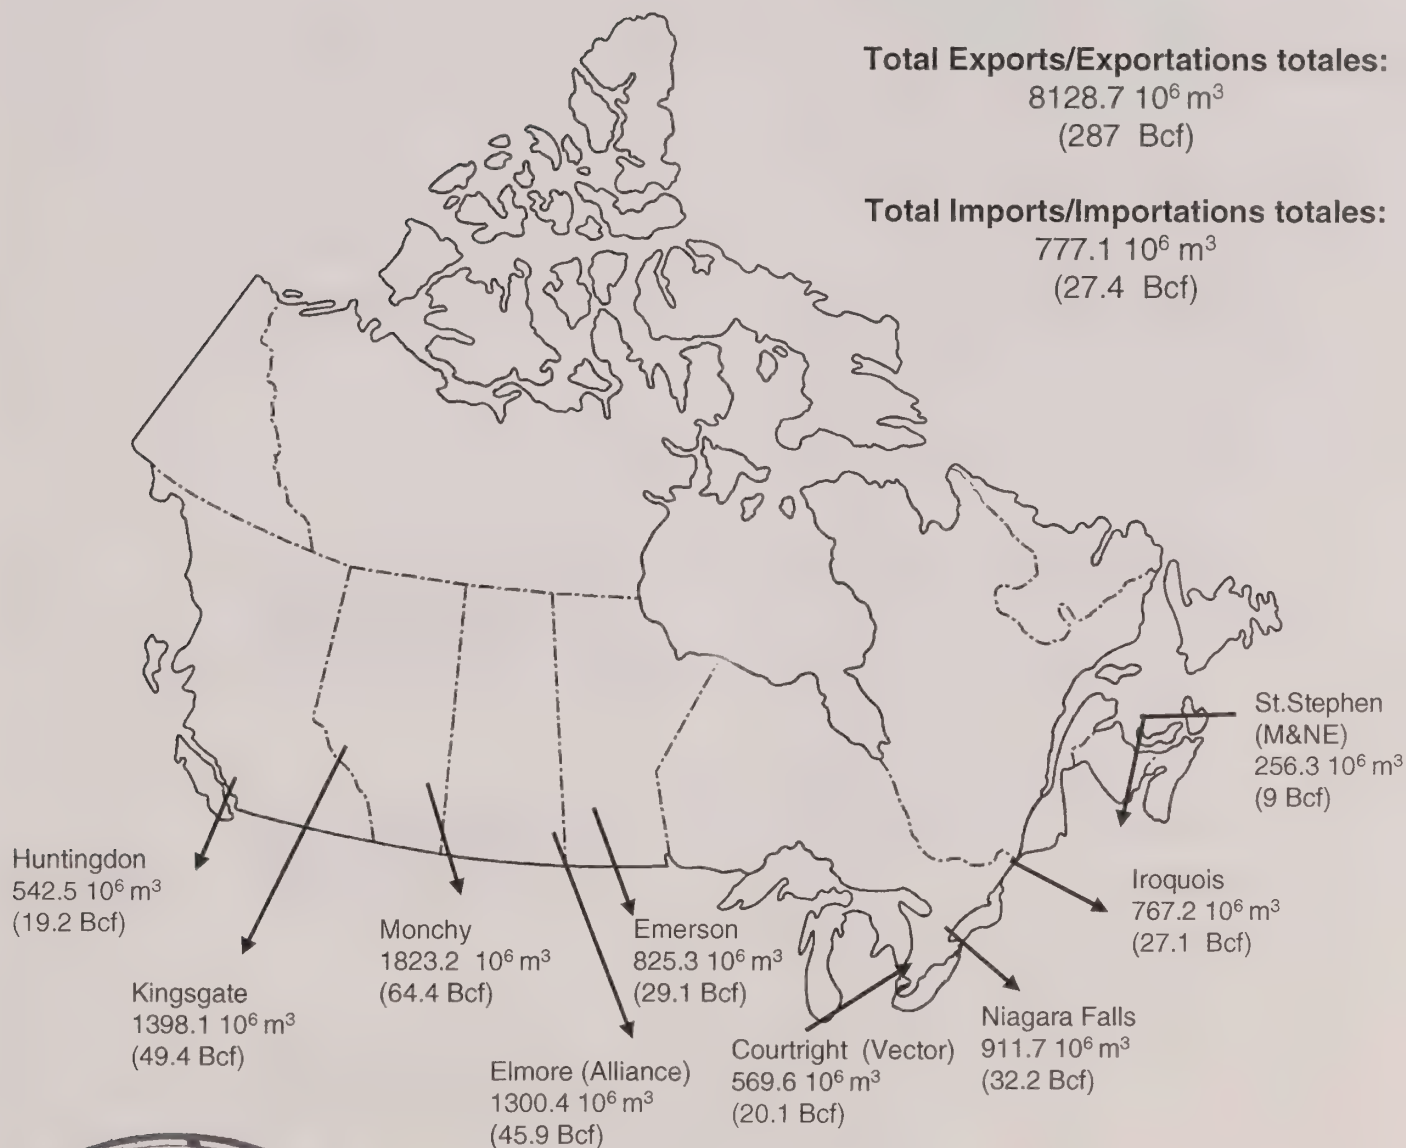 Total Exports/Exportations totales:
8128.7 10⁶ m³
(287 Bcf)
Total Imports/Importations totales:
777.1 10⁶ m³
(27.4 Bcf)
St.Stephen
(M&NE)
256.3 10⁶ m³
(9 Bcf)
Huntingdon
542.5 10⁶ m³
(19.2 Bcf)
Kingsgate
1398.1 10⁶ m³
(49.4 Bcf)
Monchy
1823.2 10⁶ m³
(64.4 Bcf)
Emerson
825.3 10⁶ m³
(29.1 Bcf)
Elmore (Alliance)
1300.4 10⁶ m³
(45.9 Bcf)
Courtright (Vector)
569.6 10⁶ m³
(20.1 Bcf)
Niagara Falls
911.7 10⁶ m³
(32.2 Bcf)
Iroquois
767.2 10⁶ m³
(27.1 Bcf)